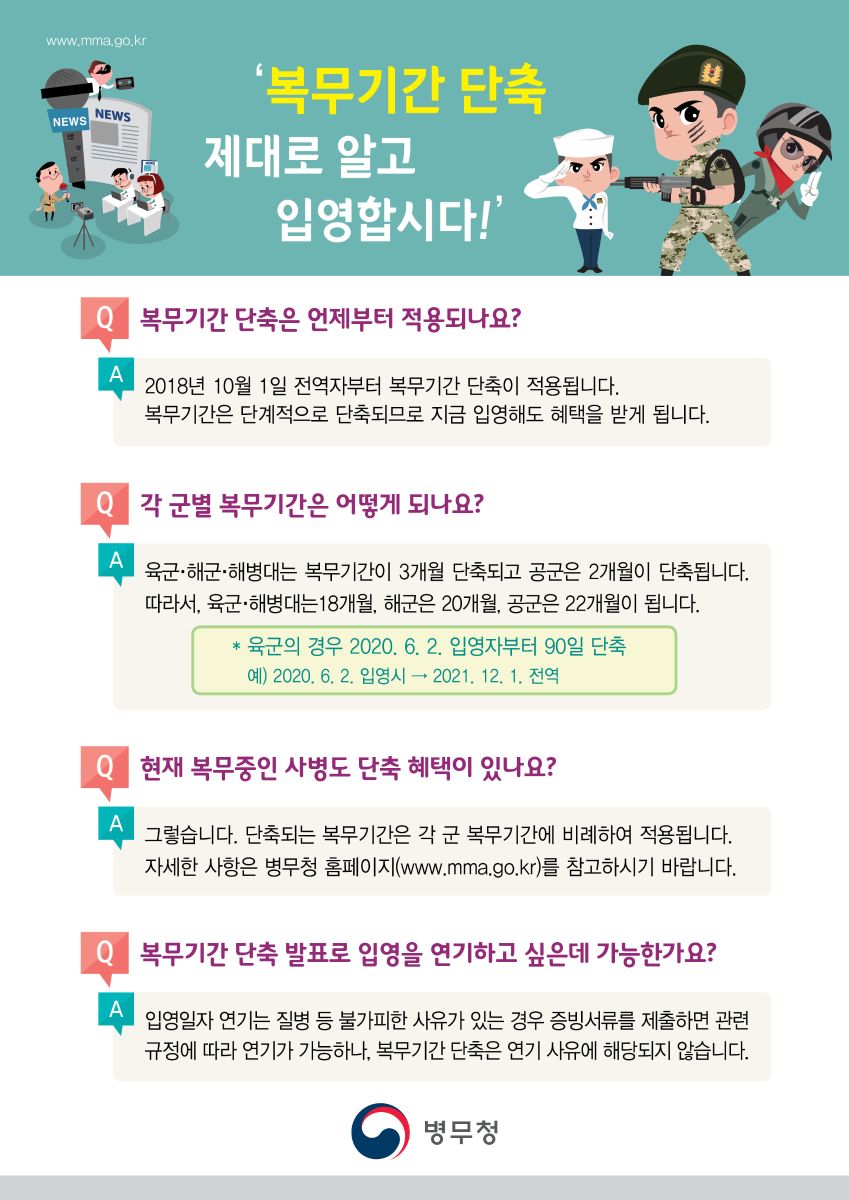 www.mma.go.kr
NEWS
NEWS
NEWS
‘복무기간 단축
제대로 알고
입영합시다!’
Q 복무기간 단축은 언제부터 적용되나요?
A 2018년 10월 1일 전역자부터 복무기간 단축이 적용됩니다.
복무기간은 단계적으로 단축되므로 지금 입영해도 혜택을 받게 됩니다.
Q 각 군별 복무기간은 어떻게 되나요?
A 육군·해군·해병대는 복무기간이 3개월 단축되고 공군은 2개월이 단축됩니다.
따라서, 육군·해병대는18개월, 해군은 20개월, 공군은 22개월이 됩니다.
* 육군의 경우 2020. 6. 2. 입영자부터 90일 단축
예) 2020. 6. 2. 입영시 → 2021. 12. 1. 전역
Q 현재 복무중인 사병도 단축 혜택이 있나요?
A 그렇습니다. 단축되는 복무기간은 각 군 복무기간에 비례하여 적용됩니다.
자세한 사항은 병무청 홈페이지(www.mma.go.kr)를 참고하시기 바랍니다.
Q 복무기간 단축 발표로 입영을 연기하고 싶은데 가능한가요?
A 입영일자 연기는 질병 등 불가피한 사유가 있는 경우 증빙서류를 제출하면 관련
규정에 따라 연기가 가능하나, 복무기간 단축은 연기 사유에 해당되지 않습니다.
병무청